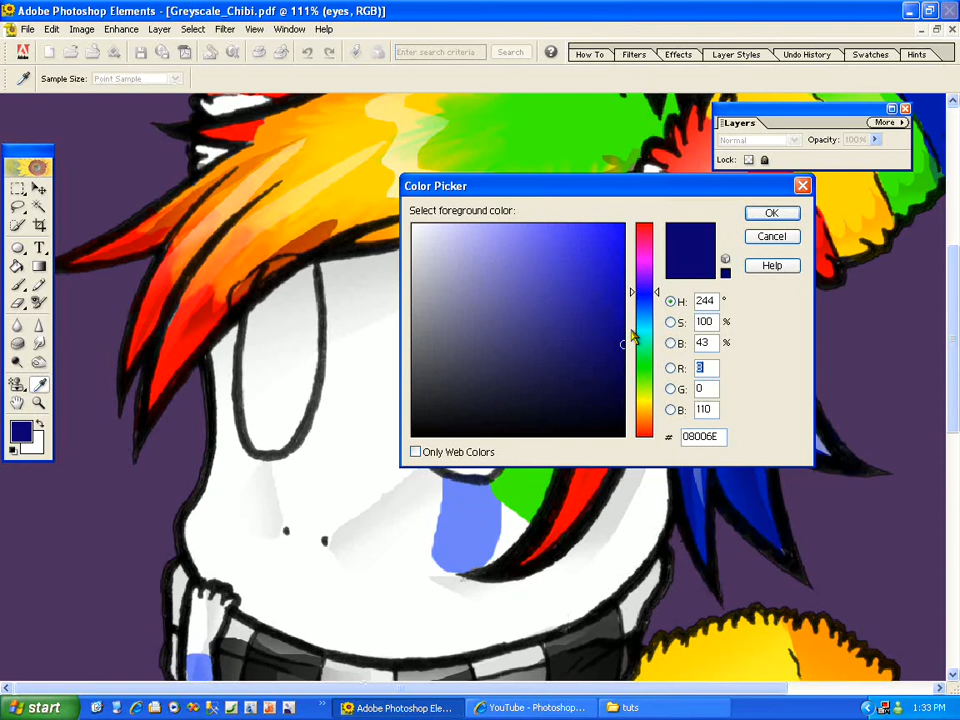 Adobe Photoshop Elements - [Greyscale_Chibi.pdf @ 111% (eyes, RGB)]
File Edit Image Enhance Layer Select Filter View Window Help
Enter search criteria Search How To Filters Effects Layer Styles Undo History Swatches Hints
Sample Size: Point Sample
Layers More
Normal Opacity: 100%
Lock:
Color Picker
Select foreground color:
OK
Cancel
Help
H: 244 °
S: 100 %
B: 43 %
R: 8
G: 0
B: 110
# 08006E
Only Web Colors
T
start Adobe Photoshop Ele... YouTube - Photoshop... tuts 1:33 PM